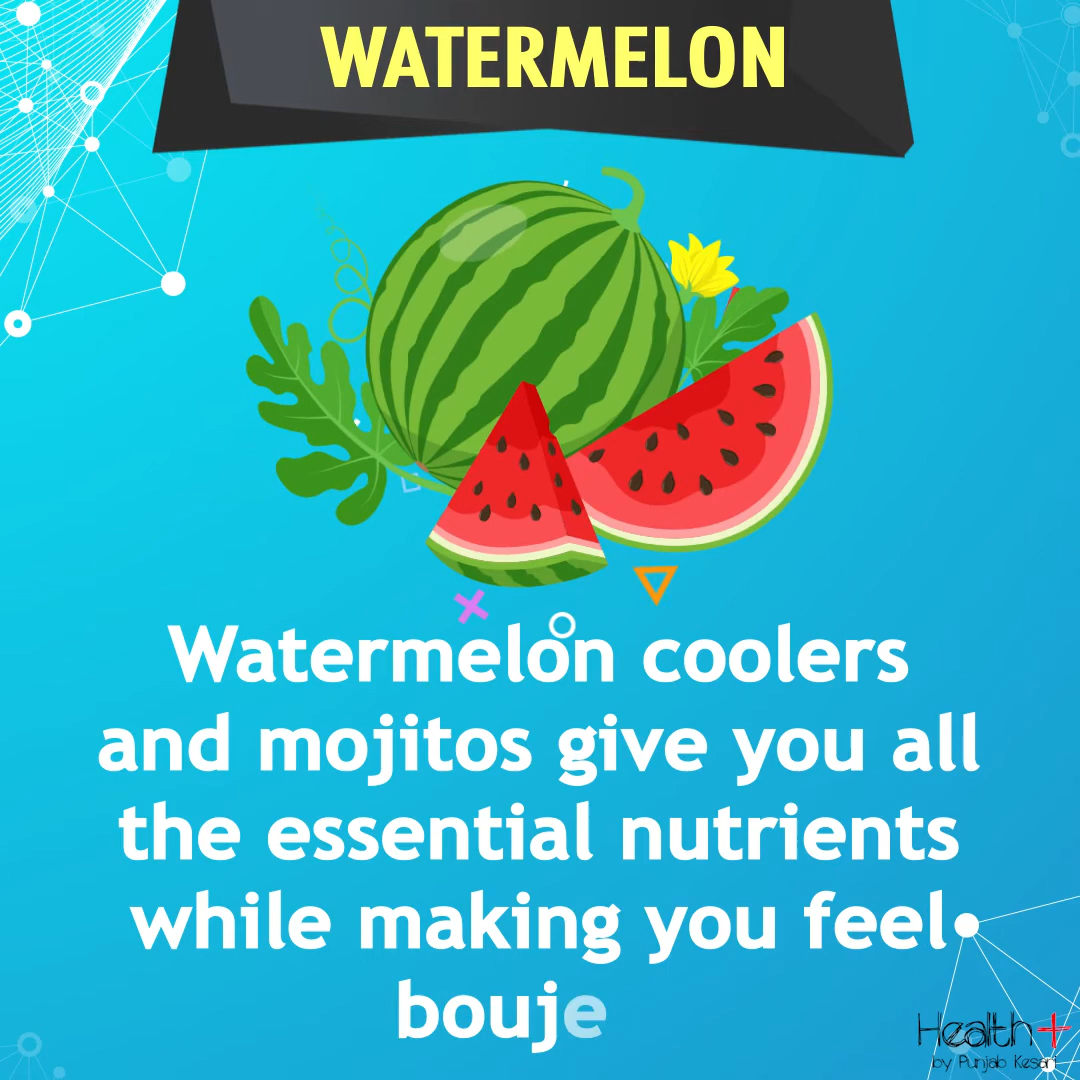 WATERMELON
Watermelon coolers
and mojitos give you all
the essential nutrients
while making you feel
bouje
Health+
by Punjab Kesari